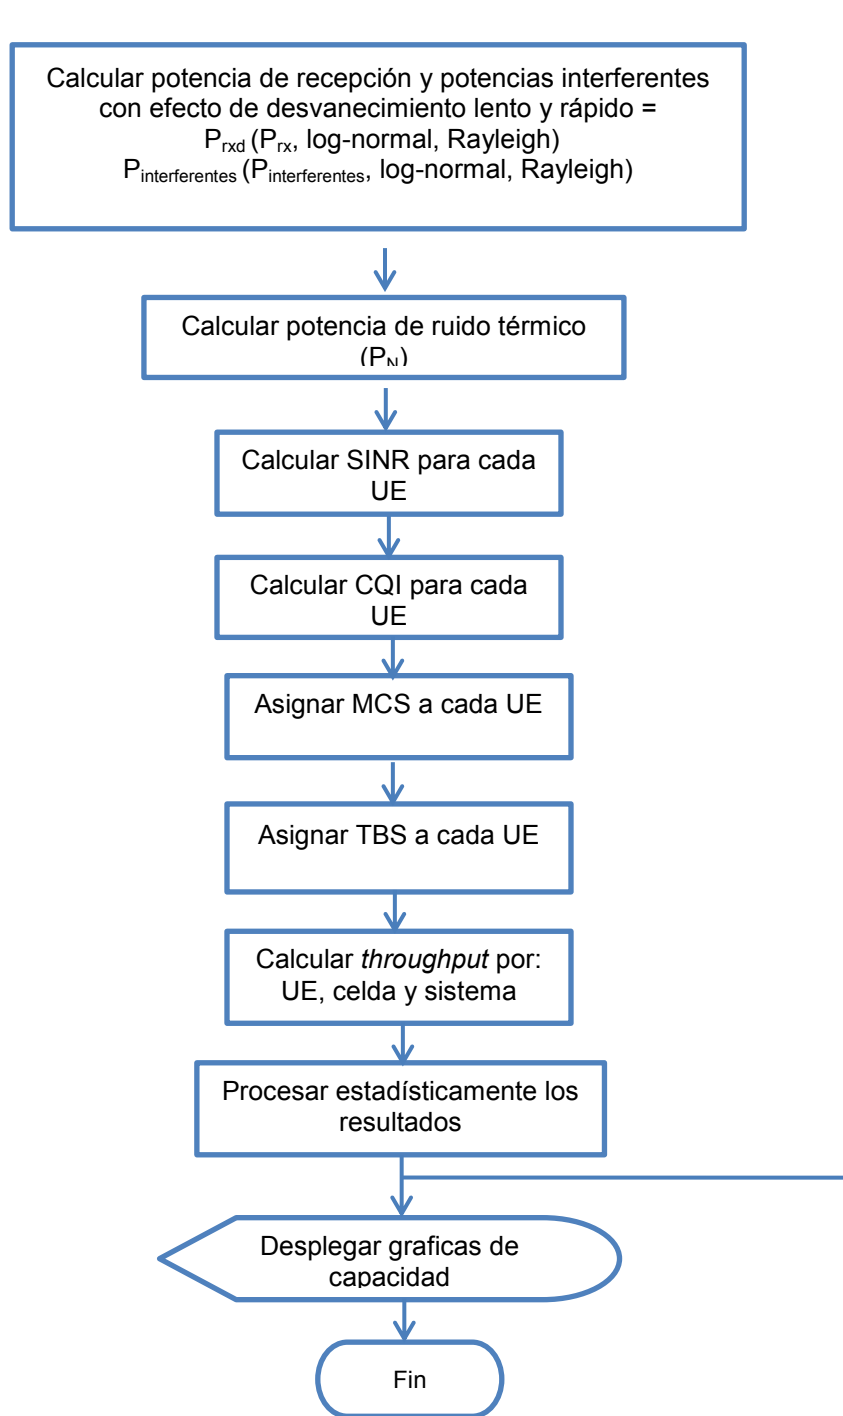 Calcular potencia de recepción y potencias interferentes
con efecto de desvanecimiento lento y rápido =
Prxd (Prx, log-normal, Rayleigh)
Pinterferentes (Pinterferentes, log-normal, Rayleigh)
Calcular potencia de ruido térmico
(PN)
Calcular SINR para cada
UE
Calcular CQI para cada
UE
Asignar MCS a cada UE
Asignar TBS a cada UE
Calcular throughput por:
UE, celda y sistema
Procesar estadísticamente los
resultados
Desplegar graficas de
capacidad
Fin